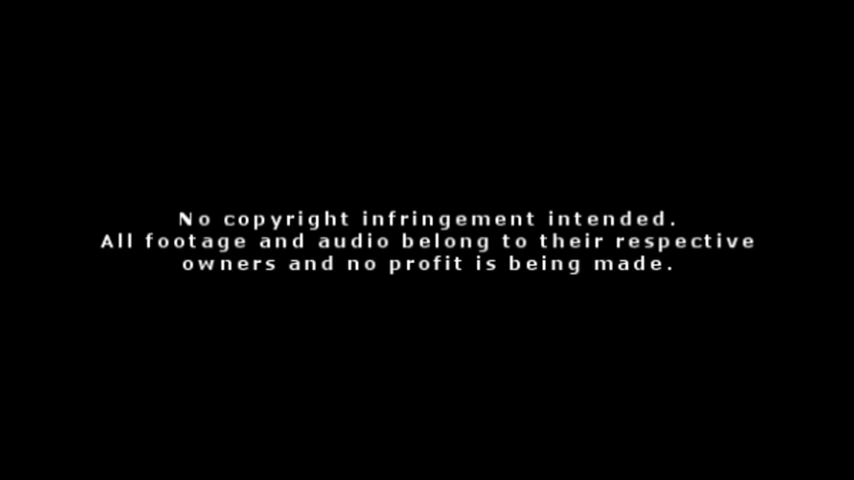 No copyright infringement intended.
All footage and audio belong to their respective
owners and no profit is being made.